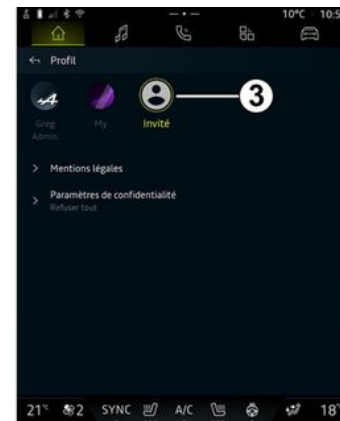 10°C 10:5
Profil
Greg
Admin.
My
Invité
3
Mentions légales
Paramètres de confidentialité
Refuser tout
21°C 2 SYNC A/C 18°